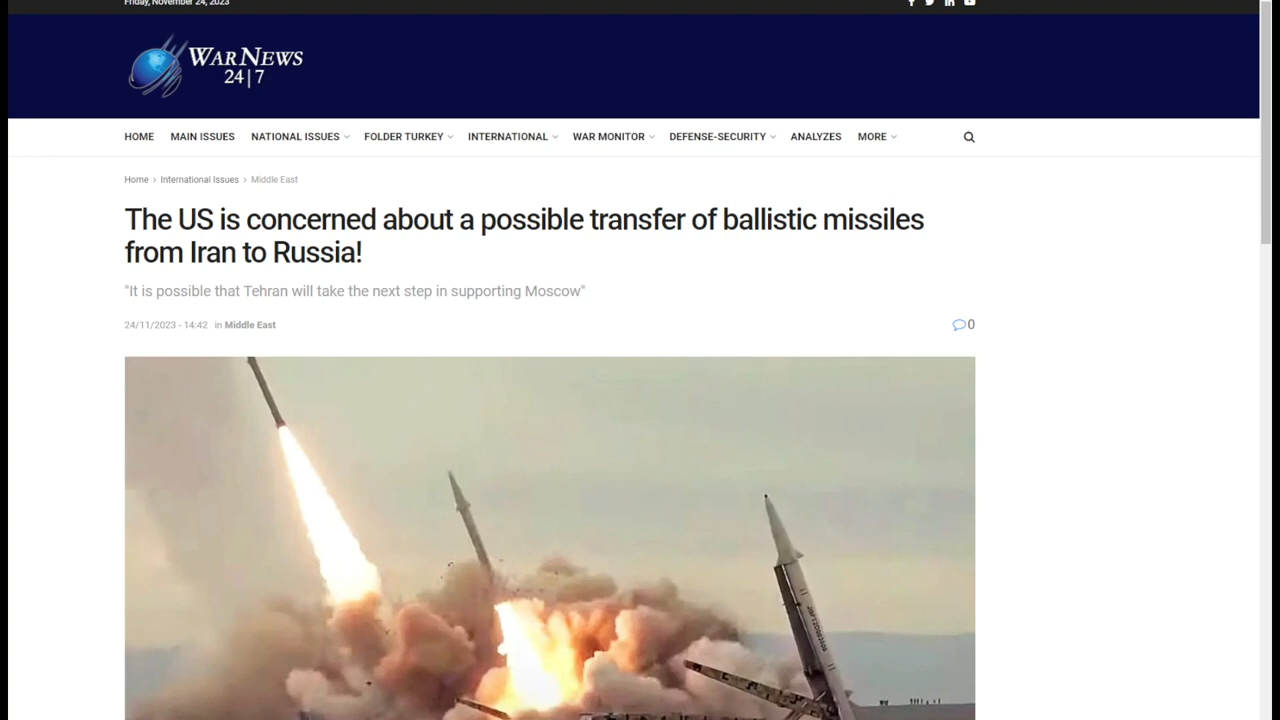 Friday, November 24, 2023
WAR NEWS
24|7
HOME MAIN ISSUES NATIONAL ISSUES FOLDER TURKEY INTERNATIONAL WAR MONITOR DEFENSE-SECURITY ANALYZES MORE
Home > International Issues > Middle East
The US is concerned about a possible transfer of ballistic missiles
from Iran to Russia!
"It is possible that Tehran will take the next step in supporting Moscow"
24/11/2023 - 14:42 in Middle East
0